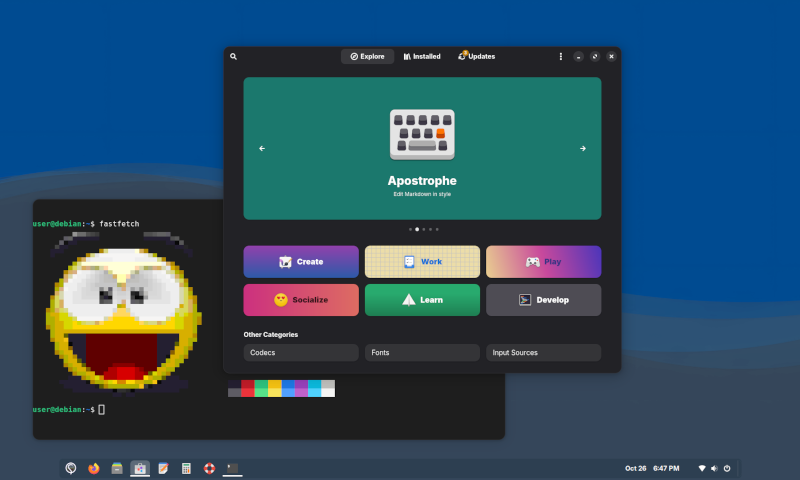 Explore
Installed
Updates
Apostrophe
Edit Markdown in style
Create
Work
Play
Socialize
Learn
Develop
Other Categories
Codecs
Fonts
Input Sources
user@debian:~$ fastfetch
user@debian:~$
Oct 26 6:47 PM